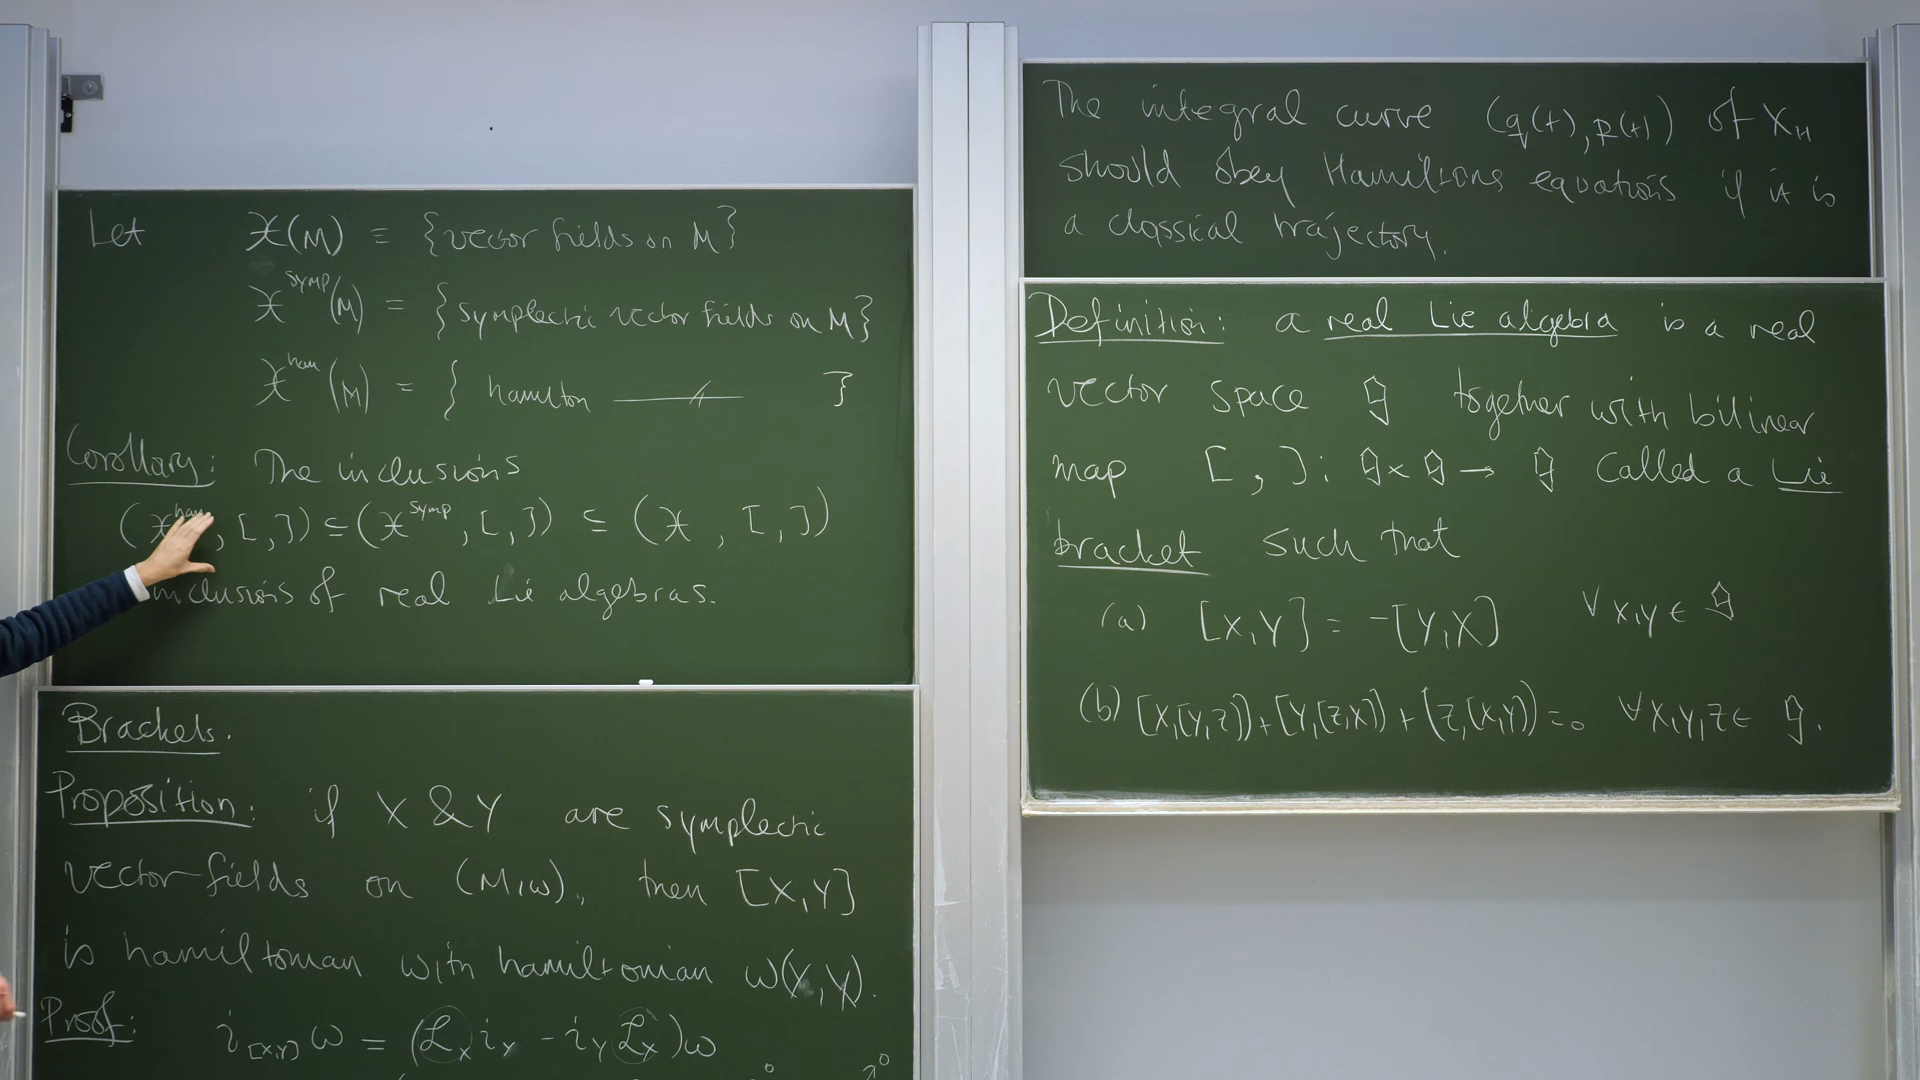 Let 𝔛(M) ≡ {vector fields on M}
𝔛^symp(M) = {symplectic vector fields on M}
𝔛^ham(M) = { hamilton —//— }
Corollary: The inclusions
(𝔛^ham, [,]) ⊆ (𝔛^symp, [,]) ⊆ (𝔛, [,])
inclusions of real Lie algebras.
Brackets.
Proposition: if X & Y are symplectic
vector fields on (M,ω), then [X,Y]
is hamiltonian with hamiltonian ω(Y,X).
Proof: i_[X,Y] ω = (ℒ_X i_Y - i_Y ℒ_X)ω
The integral curve (q(t), p(t)) of X_H
should obey Hamiltons equations if it is
a classical trajectory.
Definition: a real Lie algebra is a real
vector space 𝔤 together with bilinear
map [ , ]: 𝔤 × 𝔤 → 𝔤 called a Lie
bracket such that
(a) [X,Y] = -[Y,X] ∀ X,Y ∈ 𝔤
(b) [X,[Y,Z]]+[Y,[Z,X]]+[Z,[X,Y]]=0 ∀ X,Y,Z ∈ 𝔤.